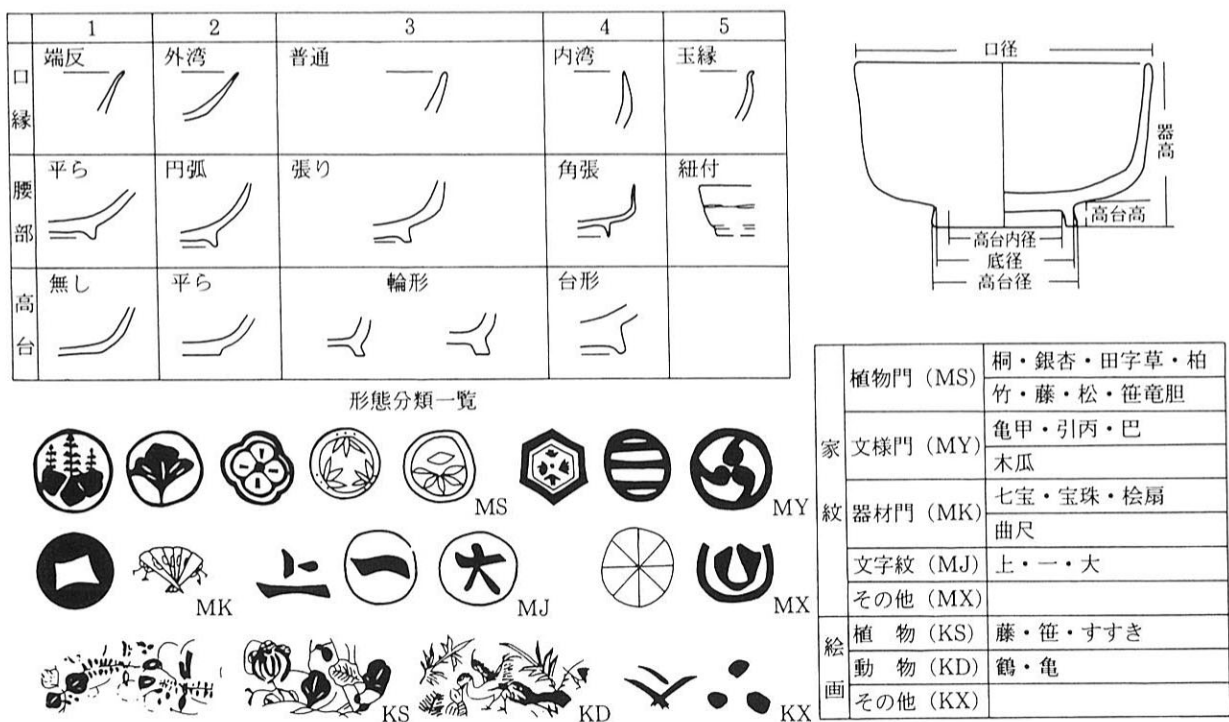 1 2 3 4 5
口縁
端反 外湾 普通 内湾 玉縁
腰部
平ら 円弧 張り 角張 紐付
高台
無し 平ら 輪形 台形
形態分類一覧
口径
器高
高台高
高台内径
底径
高台径
MS
MY
MK
MJ
MX
KS
KD
KX
家紋
植物門(MS) 桐・銀杏・田字草・柏
竹・藤・松・笹竜胆
文様門(MY) 亀甲・引丙・巴
木瓜
器材門(MK) 七宝・宝珠・桧扇
曲尺
文字紋(MJ) 上・一・大
その他(MX)
絵画
植 物(KS) 藤・笹・すすき
動 物(KD) 鶴・亀
その他(KX)